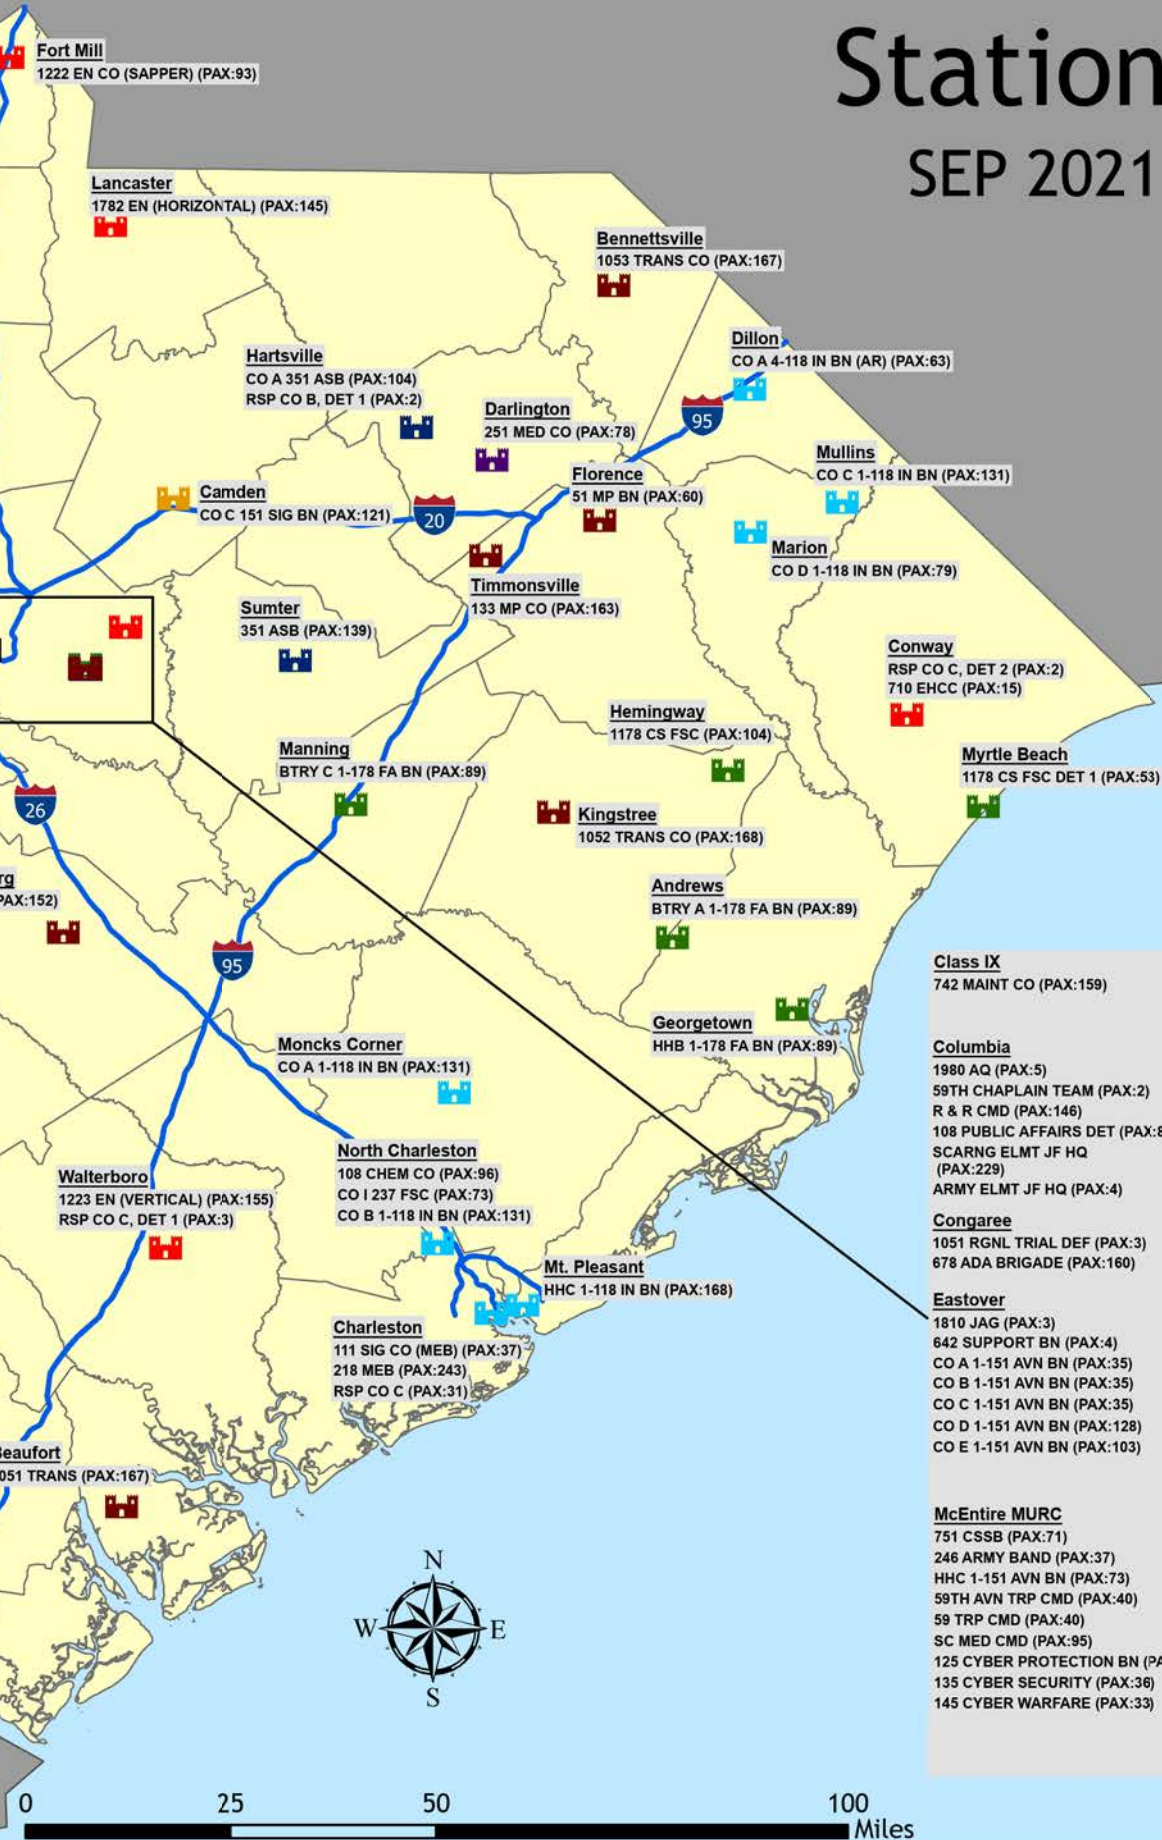 Station
SEP 2021
Fort Mill
1222 EN CO (SAPPER) (PAX:93)
Lancaster
1782 EN (HORIZONTAL) (PAX:145)
Bennettsville
1053 TRANS CO (PAX:167)
Dillon
CO A 4-118 IN BN (AR) (PAX:63)
Hartsville
CO A 351 ASB (PAX:104)
RSP CO B, DET 1 (PAX:2)
95
Darlington
251 MED CO (PAX:78)
Mullins
CO C 1-118 IN BN (PAX:131)
Florence
51 MP BN (PAX:60)
Camden
CO C 151 SIG BN (PAX:121)
20
Marion
CO D 1-118 IN BN (PAX:79)
Timmonsville
133 MP CO (PAX:163)
Sumter
351 ASB (PAX:139)
Conway
RSP CO C, DET 2 (PAX:2)
710 EHCC (PAX:15)
Hemingway
1178 CS FSC (PAX:104)
Manning
BTRY C 1-178 FA BN (PAX:89)
Myrtle Beach
1178 CS FSC DET 1 (PAX:53)
26
Kingstree
1052 TRANS CO (PAX:168)
rg
PAX:152)
Andrews
BTRY A 1-178 FA BN (PAX:89)
95
Georgetown
HHB 1-178 FA BN (PAX:89)
Moncks Corner
CO A 1-118 IN BN (PAX:131)
North Charleston
108 CHEM CO (PAX:96)
CO I 237 FSC (PAX:73)
CO B 1-118 IN BN (PAX:131)
Walterboro
1223 EN (VERTICAL) (PAX:155)
RSP CO C, DET 1 (PAX:3)
Mt. Pleasant
HHC 1-118 IN BN (PAX:168)
Charleston
111 SIG CO (MEB) (PAX:37)
218 MEB (PAX:243)
RSP CO C (PAX:31)
Beaufort
051 TRANS (PAX:167)
Class IX
742 MAINT CO (PAX:159)
Columbia
1980 AQ (PAX:5)
59TH CHAPLAIN TEAM (PAX:2)
R & R CMD (PAX:146)
108 PUBLIC AFFAIRS DET (PAX:8
SCARNG ELMT JF HQ
(PAX:229)
ARMY ELMT JF HQ (PAX:4)
Congaree
1051 RGNL TRIAL DEF (PAX:3)
678 ADA BRIGADE (PAX:160)
Eastover
1810 JAG (PAX:3)
642 SUPPORT BN (PAX:4)
CO A 1-151 AVN BN (PAX:35)
CO B 1-151 AVN BN (PAX:35)
CO C 1-151 AVN BN (PAX:35)
CO D 1-151 AVN BN (PAX:128)
CO E 1-151 AVN BN (PAX:103)
McEntire MURC
751 CSSB (PAX:71)
246 ARMY BAND (PAX:37)
HHC 1-151 AVN BN (PAX:73)
59TH AVN TRP CMD (PAX:40)
59 TRP CMD (PAX:40)
SC MED CMD (PAX:95)
125 CYBER PROTECTION BN (PA
135 CYBER SECURITY (PAX:36)
145 CYBER WARFARE (PAX:33)
N
W E
S
0 25 50 100
Miles